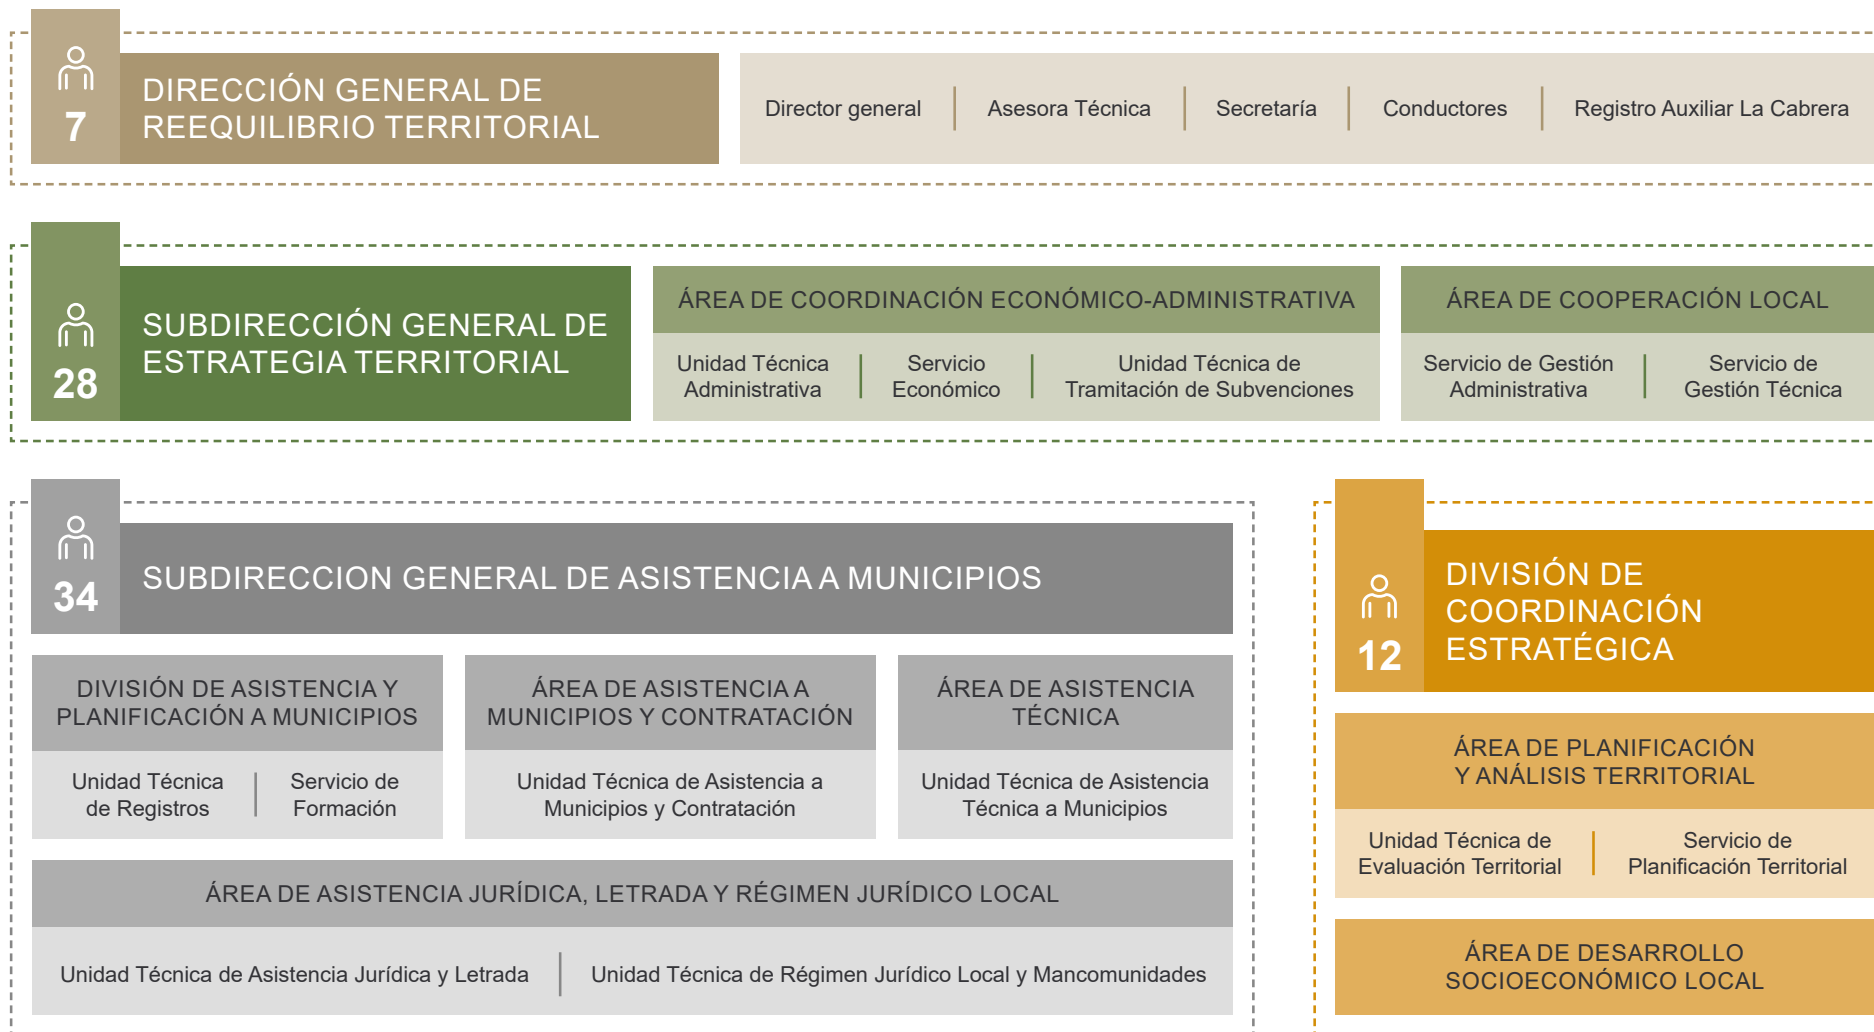 7
DIRECCIÓN GENERAL DE
REEQUILIBRIO TERRITORIAL
Director general
Asesora Técnica
Secretaría
Conductores
Registro Auxiliar La Cabrera
28
SUBDIRECCIÓN GENERAL DE
ESTRATEGIA TERRITORIAL
ÁREA DE COORDINACIÓN ECONÓMICO-ADMINISTRATIVA
Unidad Técnica
Administrativa
Servicio
Económico
Unidad Técnica de
Tramitación de Subvenciones
ÁREA DE COOPERACIÓN LOCAL
Servicio de Gestión
Administrativa
Servicio de
Gestión Técnica
34
SUBDIRECCION GENERAL DE ASISTENCIA A MUNICIPIOS
DIVISIÓN DE ASISTENCIA Y
PLANIFICACIÓN A MUNICIPIOS
Unidad Técnica
de Registros
Servicio de
Formación
ÁREA DE ASISTENCIA A
MUNICIPIOS Y CONTRATACIÓN
Unidad Técnica de Asistencia a
Municipios y Contratación
ÁREA DE ASISTENCIA
TÉCNICA
Unidad Técnica de Asistencia
Técnica a Municipios
ÁREA DE ASISTENCIA JURÍDICA, LETRADA Y RÉGIMEN JURÍDICO LOCAL
Unidad Técnica de Asistencia Jurídica y Letrada
Unidad Técnica de Régimen Jurídico Local y Mancomunidades
12
DIVISIÓN DE
COORDINACIÓN
ESTRATÉGICA
ÁREA DE PLANIFICACIÓN
Y ANÁLISIS TERRITORIAL
Unidad Técnica de
Evaluación Territorial
Servicio de
Planificación Territorial
ÁREA DE DESARROLLO
SOCIOECONÓMICO LOCAL